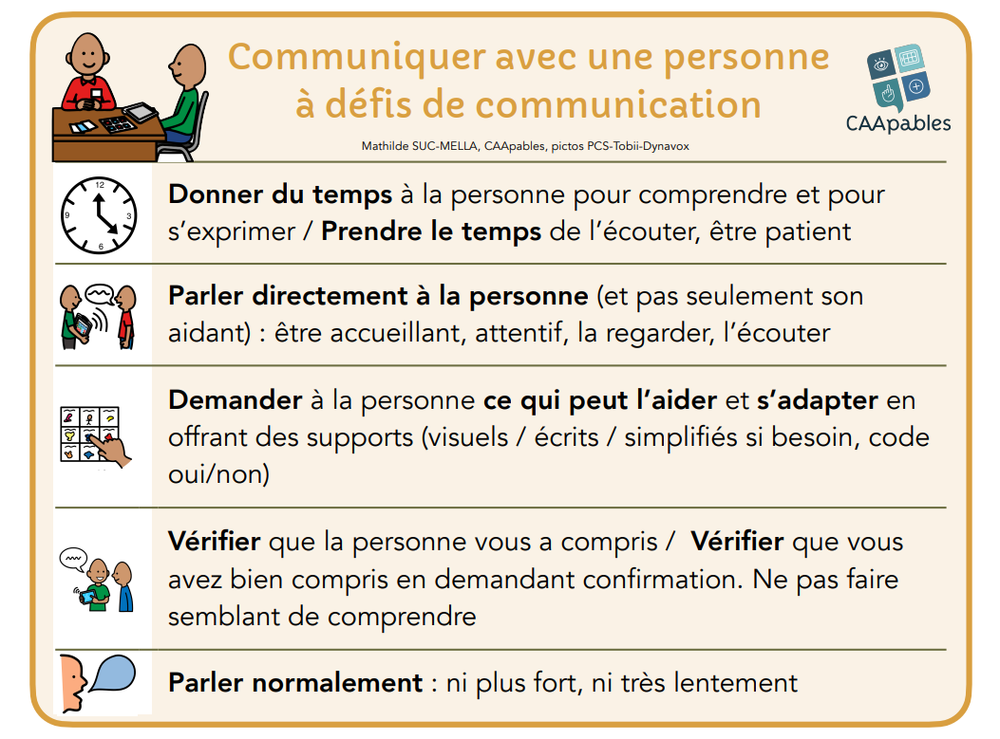 Communiquer avec une personne
à défis de communication
CAApables
Mathilde SUC-MELLA, CAApables, pictos PCS-Tobii-Dynavox
12
3
6
9
Donner du temps à la personne pour comprendre et pour
s’exprimer / Prendre le temps de l’écouter, être patient
Parler directement à la personne (et pas seulement son
aidant) : être accueillant, attentif, la regarder, l’écouter
Demander à la personne ce qui peut l’aider et s’adapter en
offrant des supports (visuels / écrits / simplifiés si besoin, code
oui/non)
Vérifier que la personne vous a compris /  Vérifier que vous
avez bien compris en demandant confirmation. Ne pas faire
semblant de comprendre
Parler normalement : ni plus fort, ni très lentement